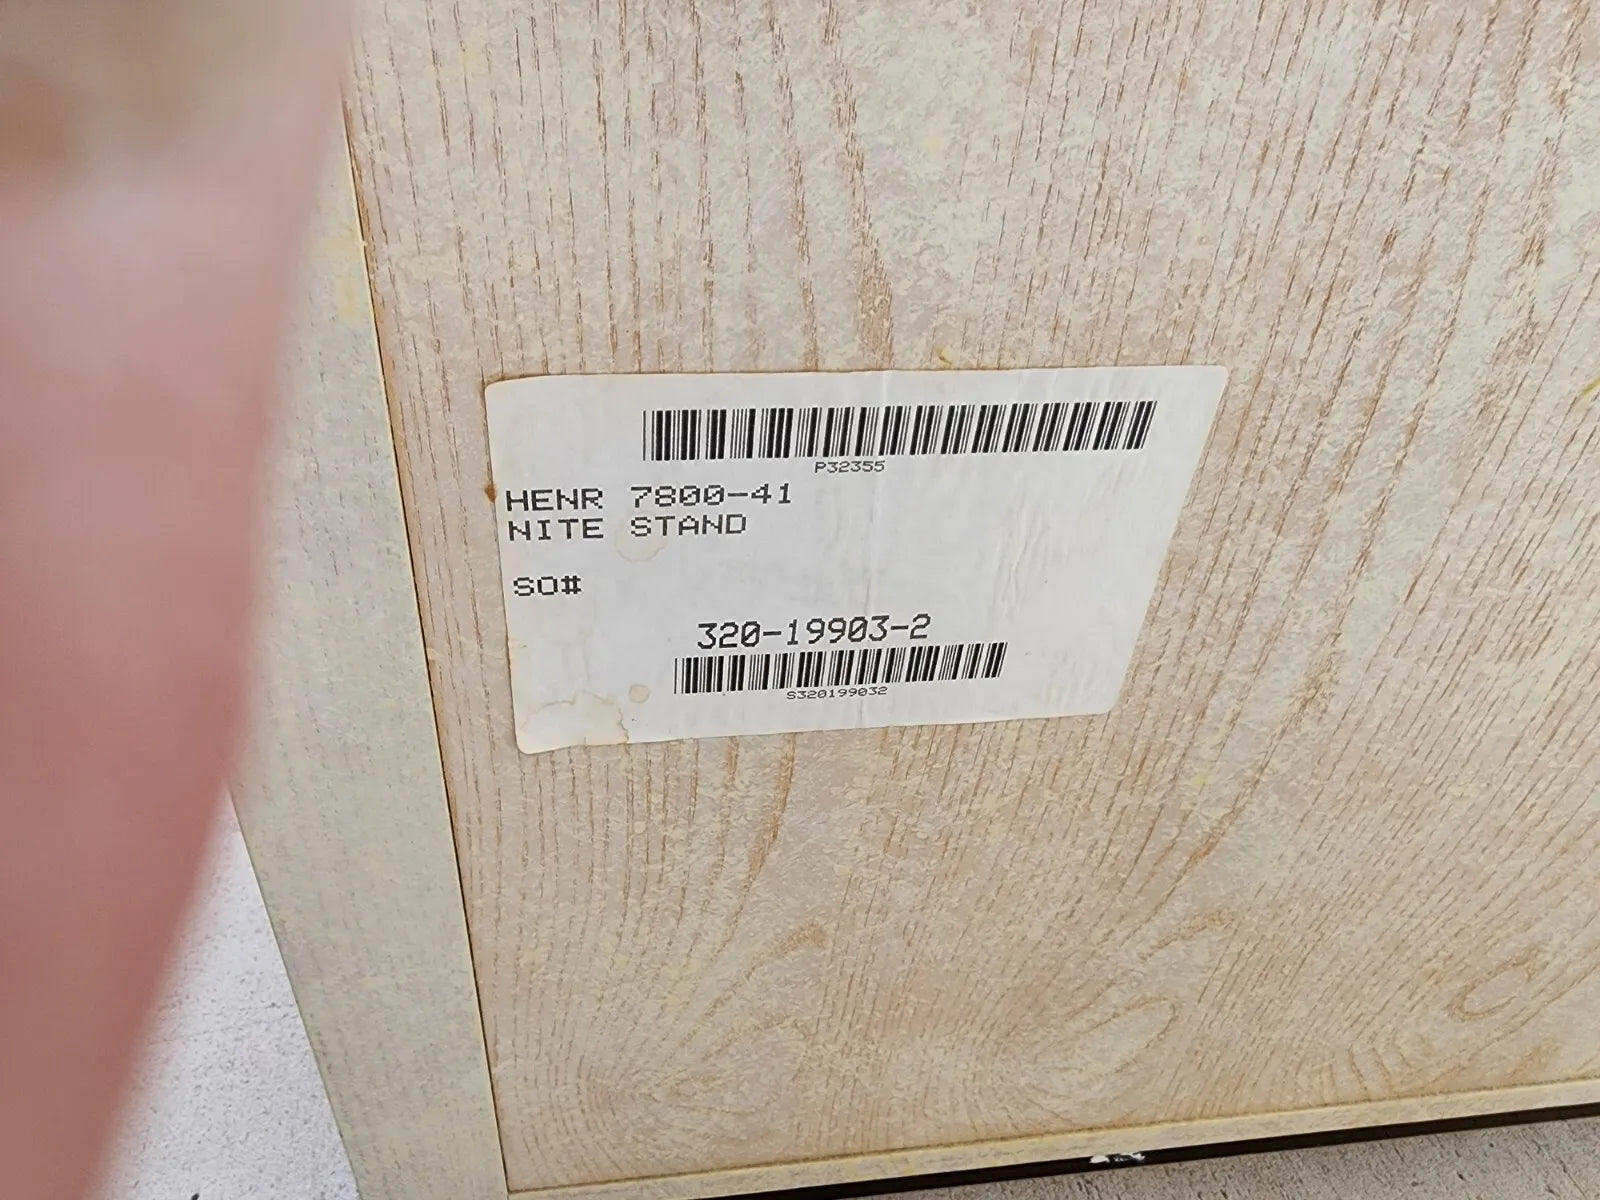 P32355
HENR 7800-41
NITE STAND
SO#
320-19903-2
S320199032